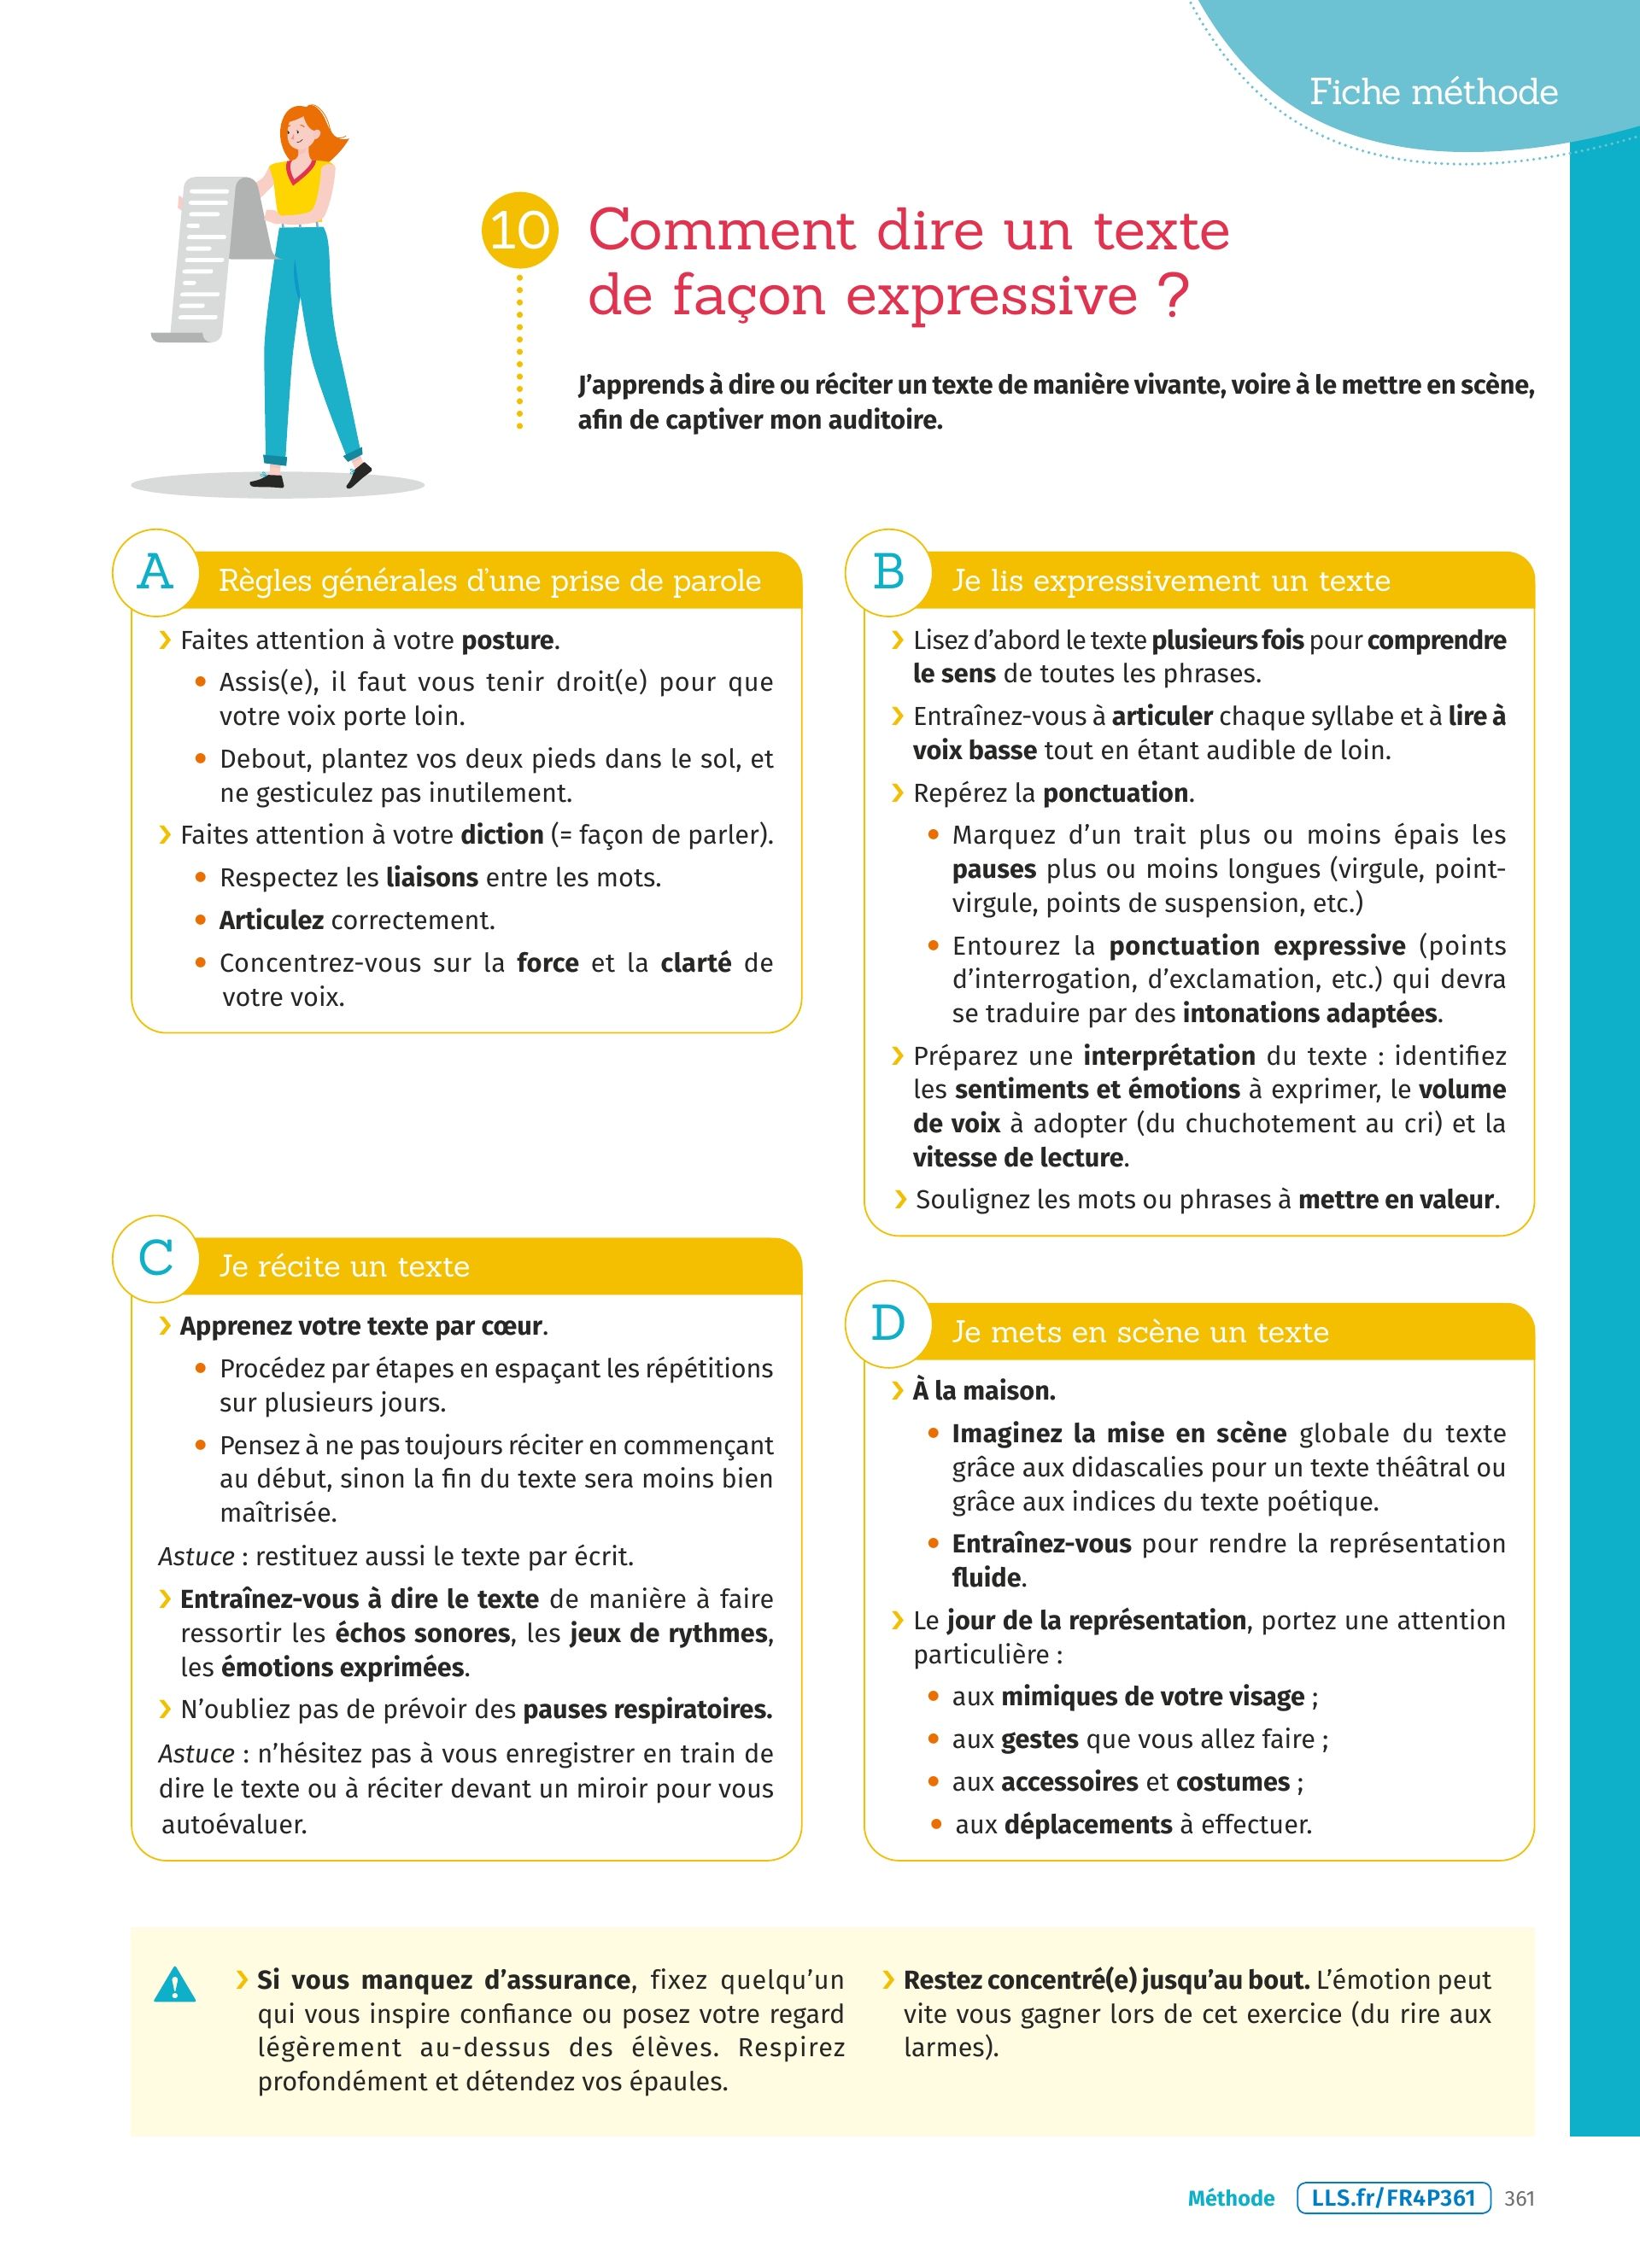 Fiche méthode
10
Comment dire un texte
de façon expressive ?
J’apprends à dire ou réciter un texte de manière vivante, voire à le mettre en scène,
afin de captiver mon auditoire.
A
Règles générales d’une prise de parole
› Faites attention à votre posture.
• Assis(e), il faut vous tenir droit(e) pour que
votre voix porte loin.
• Debout, plantez vos deux pieds dans le sol, et
ne gesticulez pas inutilement.
› Faites attention à votre diction (= façon de parler).
• Respectez les liaisons entre les mots.
• Articulez correctement.
• Concentrez-vous sur la force et la clarté de
votre voix.
B
Je lis expressivement un texte
› Lisez d’abord le texte plusieurs fois pour comprendre
le sens de toutes les phrases.
› Entraînez-vous à articuler chaque syllabe et à lire à
voix basse tout en étant audible de loin.
› Repérez la ponctuation.
• Marquez d’un trait plus ou moins épais les
pauses plus ou moins longues (virgule, point-
virgule, points de suspension, etc.)
• Entourez la ponctuation expressive (points
d’interrogation, d’exclamation, etc.) qui devra
se traduire par des intonations adaptées.
› Préparez une interprétation du texte : identifiez
les sentiments et émotions à exprimer, le volume
de voix à adopter (du chuchotement au cri) et la
vitesse de lecture.
› Soulignez les mots ou phrases à mettre en valeur.
C
Je récite un texte
› Apprenez votre texte par cœur.
• Procédez par étapes en espaçant les répétitions
sur plusieurs jours.
• Pensez à ne pas toujours réciter en commençant
au début, sinon la fin du texte sera moins bien
maîtrisée.
Astuce : restituez aussi le texte par écrit.
› Entraînez-vous à dire le texte de manière à faire
ressortir les échos sonores, les jeux de rythmes,
les émotions exprimées.
› N’oubliez pas de prévoir des pauses respiratoires.
Astuce : n’hésitez pas à vous enregistrer en train de
dire le texte ou à réciter devant un miroir pour vous
autoévaluer.
D
Je mets en scène un texte
› À la maison.
• Imaginez la mise en scène globale du texte
grâce aux didascalies pour un texte théâtral ou
grâce aux indices du texte poétique.
• Entraînez-vous pour rendre la représentation
fluide.
› Le jour de la représentation, portez une attention
particulière :
• aux mimiques de votre visage ;
• aux gestes que vous allez faire ;
• aux accessoires et costumes ;
• aux déplacements à effectuer.
!
› Si vous manquez d’assurance, fixez quelqu’un
qui vous inspire confiance ou posez votre regard
légèrement au-dessus des élèves. Respirez
profondément et détendez vos épaules.
› Restez concentré(e) jusqu’au bout. L’émotion peut
vite vous gagner lors de cet exercice (du rire aux
larmes).
Méthode LLS.fr/FR4P361 361